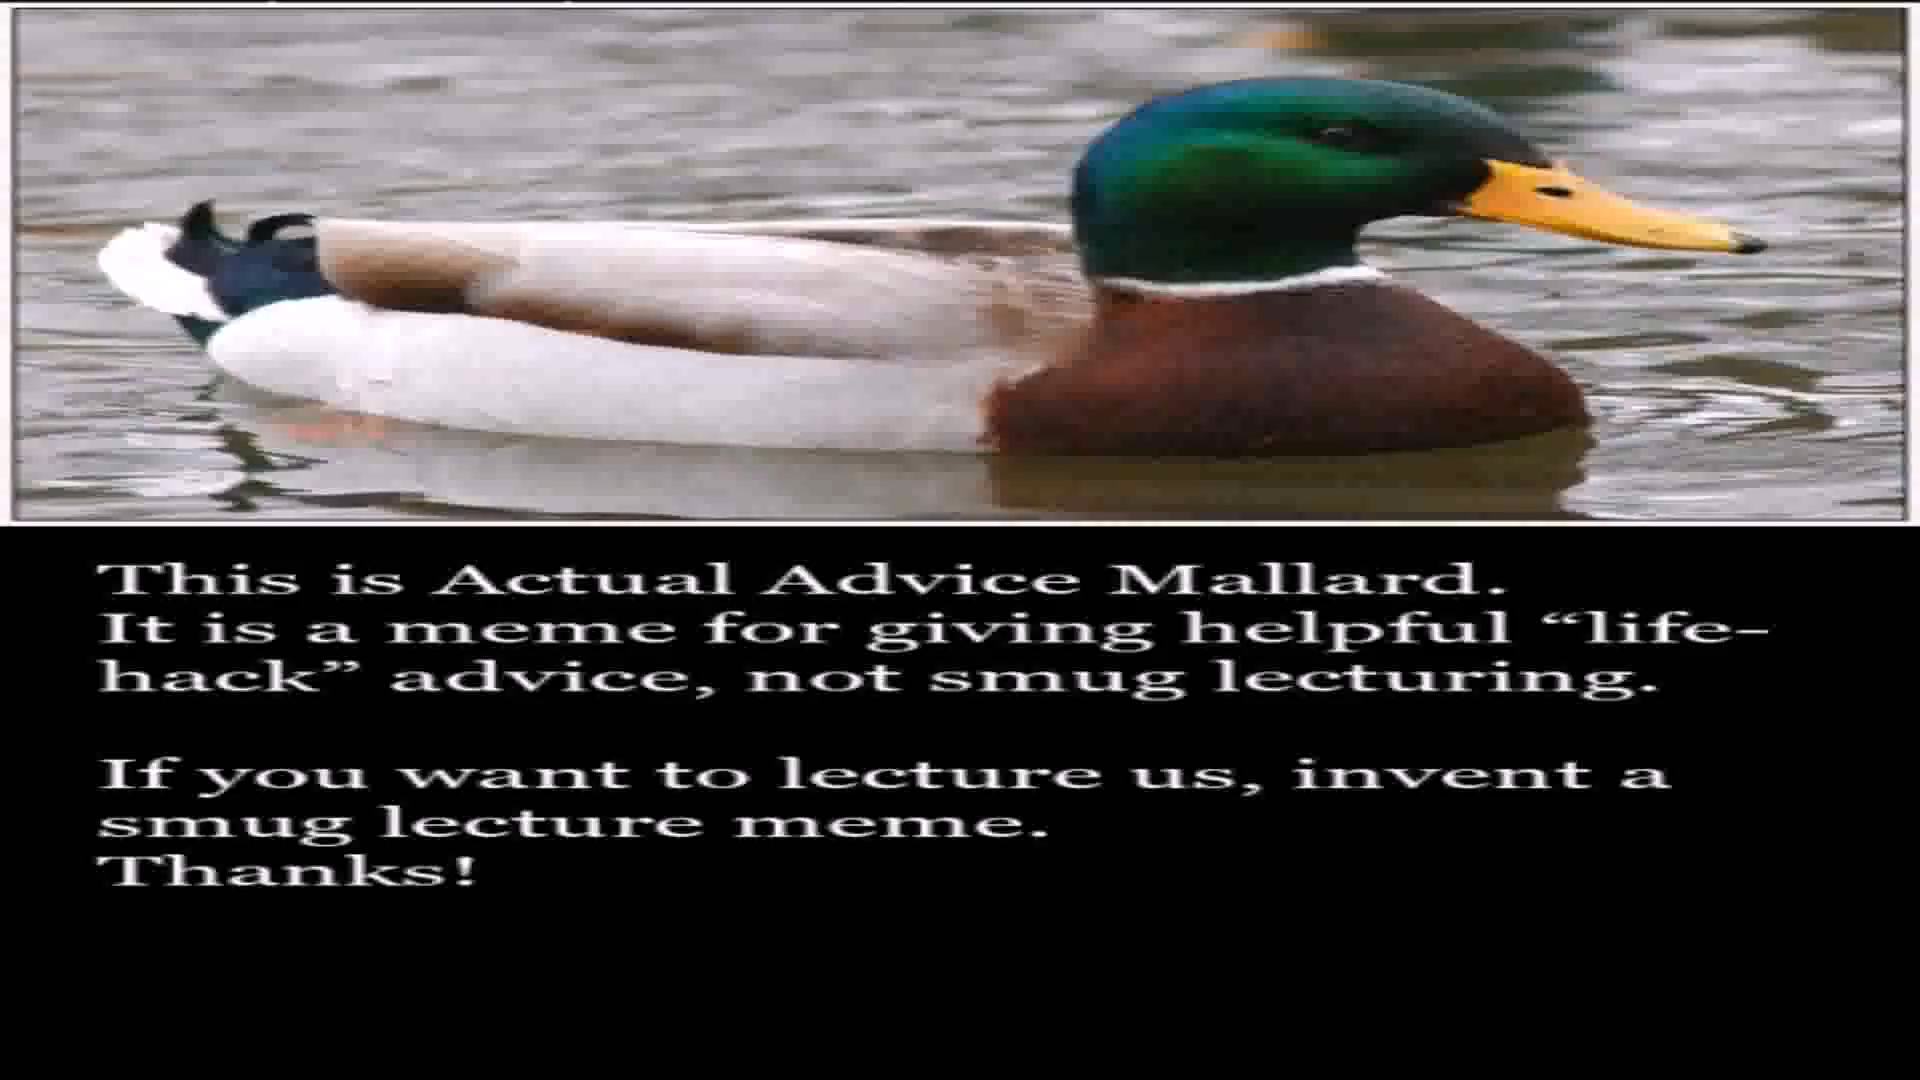 This is Actual Advice Mallard.
It is a meme for giving helpful “life-
hack” advice, not smug lecturing.
If you want to lecture us, invent a
smug lecture meme.
Thanks!